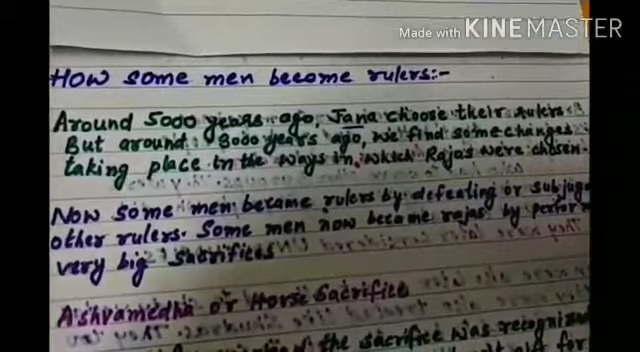 Made with KINEMASTER
How some men become rulers:-
Around 5000 years ago, Jana choose their rulers.
But around 3000 years ago, we find some changes
taking place in the ways in which Rajas were chosen.
Now some men became rulers by defeating or subjuga
other rulers. Some men now became rajas by perform
very big sacrifices
Ashvamedha or Horse Sacrifice
the sacrifice was recogniz
for